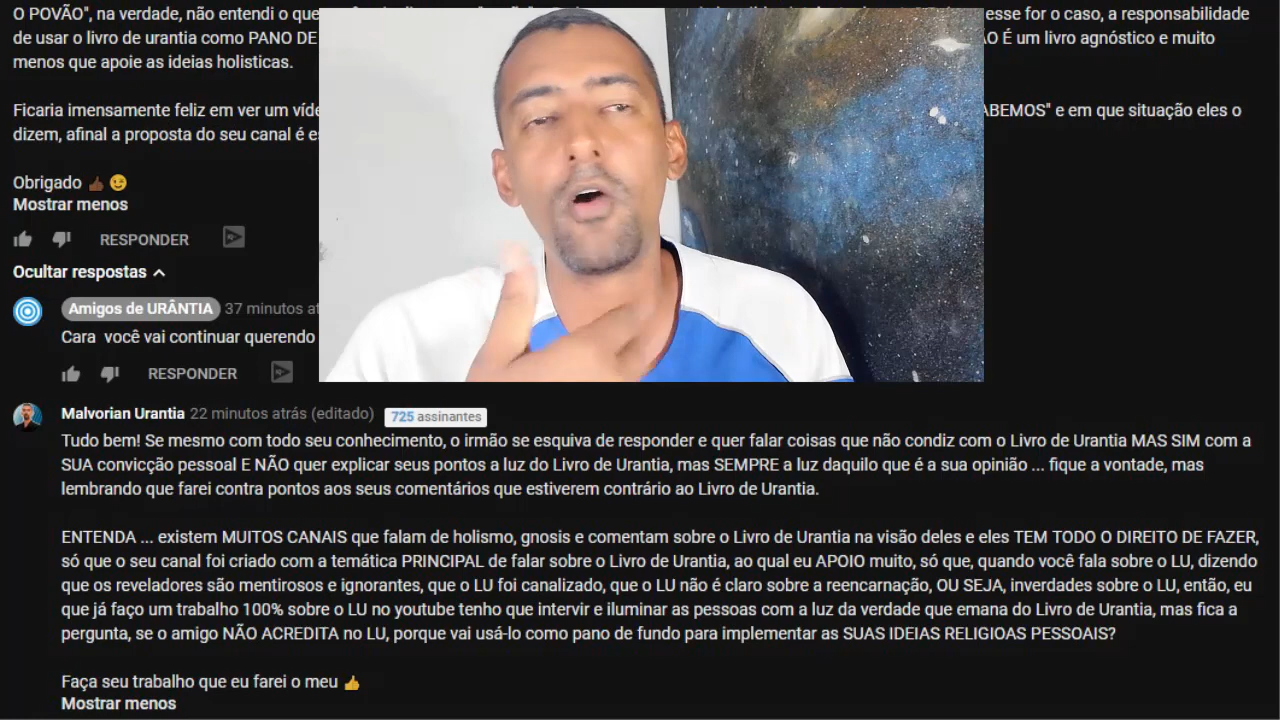 O POVÃO", na verdade, não entendi o que
esse for o caso, a responsabilidade
de usar o livro de urantia como PANO DE
É um livro agnóstico e muito
menos que apoie as ideias holisticas.
Ficaria imensamente feliz em ver um
e em que situação eles o
dizem, afinal a proposta do seu canal é
Obrigado 👍🏾 😉
Mostrar menos
RESPONDER
Ocultar respostas
Amigos de URÂNTIA 37 minutos
Cara você vai continuar querendo
RESPONDER
Malvorian Urantia 22 minutos atrás (editado) 725 assinantes
Tudo bem! Se mesmo com todo seu conhecimento, o irmão se esquiva de responder e quer falar coisas que não condiz com o Livro de Urantia MAS SIM com a
SUA convicção pessoal E NÃO quer explicar seus pontos a luz do Livro de Urantia, mas SEMPRE a luz daquilo que é a sua opinião ... fique a vontade, mas
lembrando que farei contra pontos aos seus comentários que estiverem contrário ao Livro de Urantia.
ENTENDA ... existem MUITOS CANAIS que falam de holismo, gnosis e comentam sobre o Livro de Urantia na visão deles e eles TEM TODO O DIREITO DE FAZER,
só que o seu canal foi criado com a temática PRINCIPAL de falar sobre o Livro de Urantia, ao qual eu APOIO muito, só que, quando você fala sobre o LU, dizendo
que os reveladores são mentirosos e ignorantes, que o LU foi canalizado, que o LU não é claro sobre a reencarnação, OU SEJA, inverdades sobre o LU, então, eu
que já faço um trabalho 100% sobre o LU no youtube tenho que intervir e iluminar as pessoas com a luz da verdade que emana do Livro de Urantia, mas fica a
pergunta, se o amigo NÃO ACREDITA no LU, porque vai usá-lo como pano de fundo para implementar as SUAS IDEIAS RELIGIOAS PESSOAIS?
Faça seu trabalho que eu farei o meu 👍
Mostrar menos